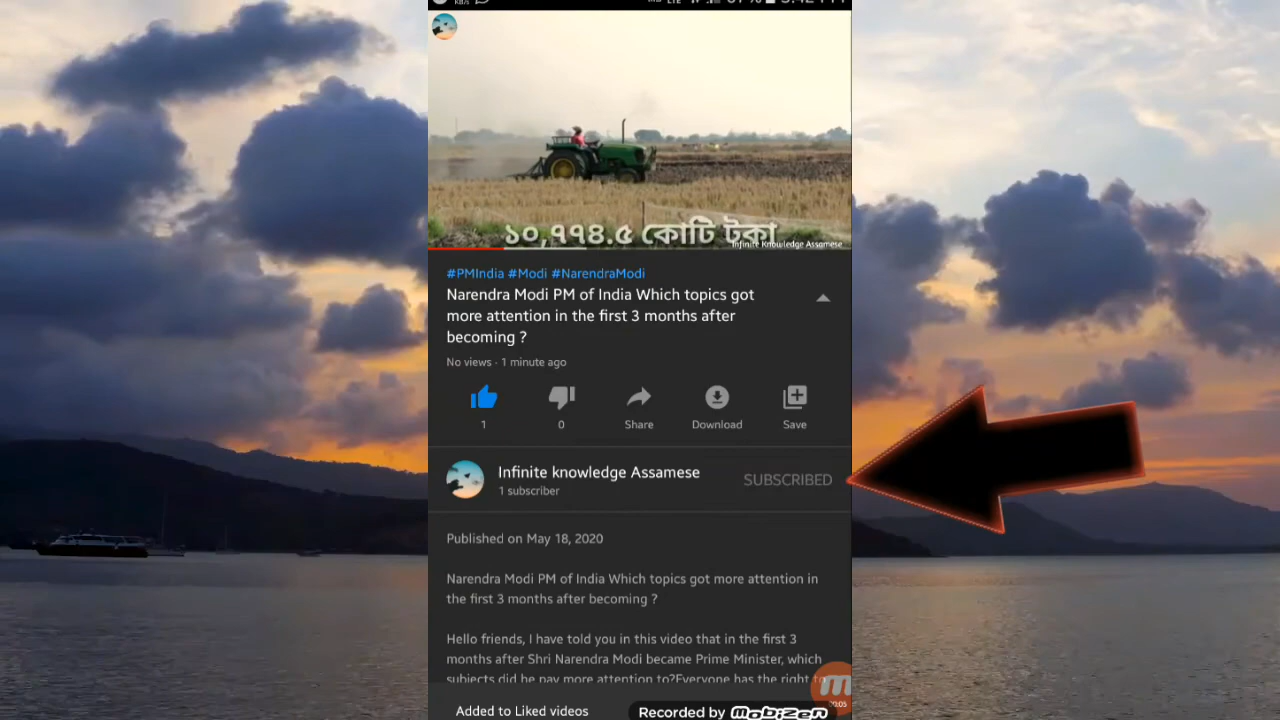 KB/s
LTE
১০,৭৭৪.৫ কোটি টকা
Infinite Knowledge Assamese
#PMIndia #Modi #NarendraModi
Narendra Modi PM of India Which topics got
more attention in the first 3 months after
becoming ?
No views · 1 minute ago
1
0
Share
Download
Save
Infinite knowledge Assamese
SUBSCRIBED
1 subscriber
Published on May 18, 2020
Narendra Modi PM of India Which topics got more attention in
the first 3 months after becoming ?
Hello friends, I have told you in this video that in the first 3
months after Shri Narendra Modi became Prime Minister, which
subjects did he pay more attention to?Everyone has the right to
00:05
Added to Liked videos
Recorded by mobizen